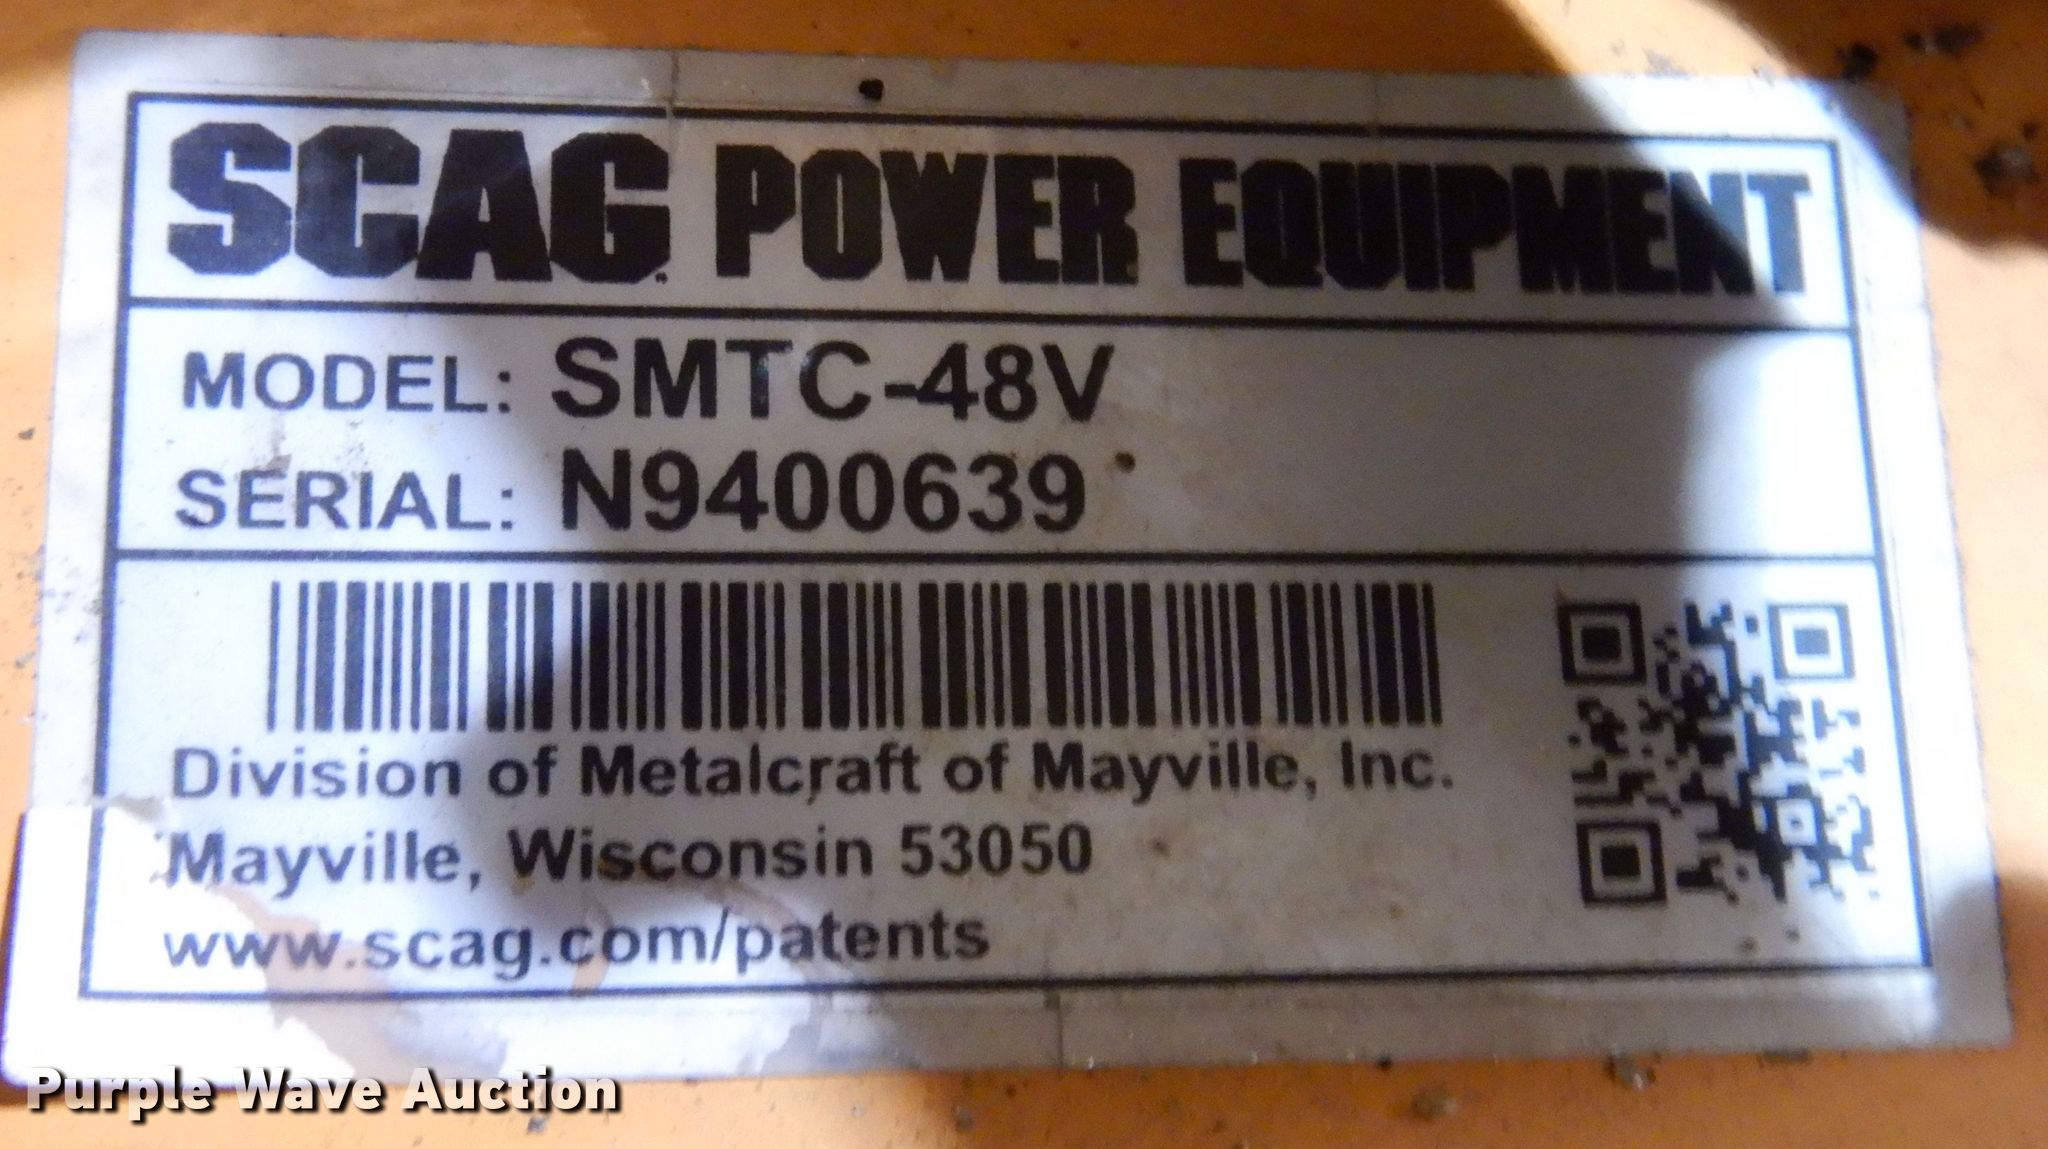 SCAG. POWER EQUIPMENT
MODEL: SMTC-48V
SERIAL: N9400639
Division of Metalcraft of Mayville, Inc.
Mayville, Wisconsin 53050
www.scag.com/patents
Purple Wave Auction